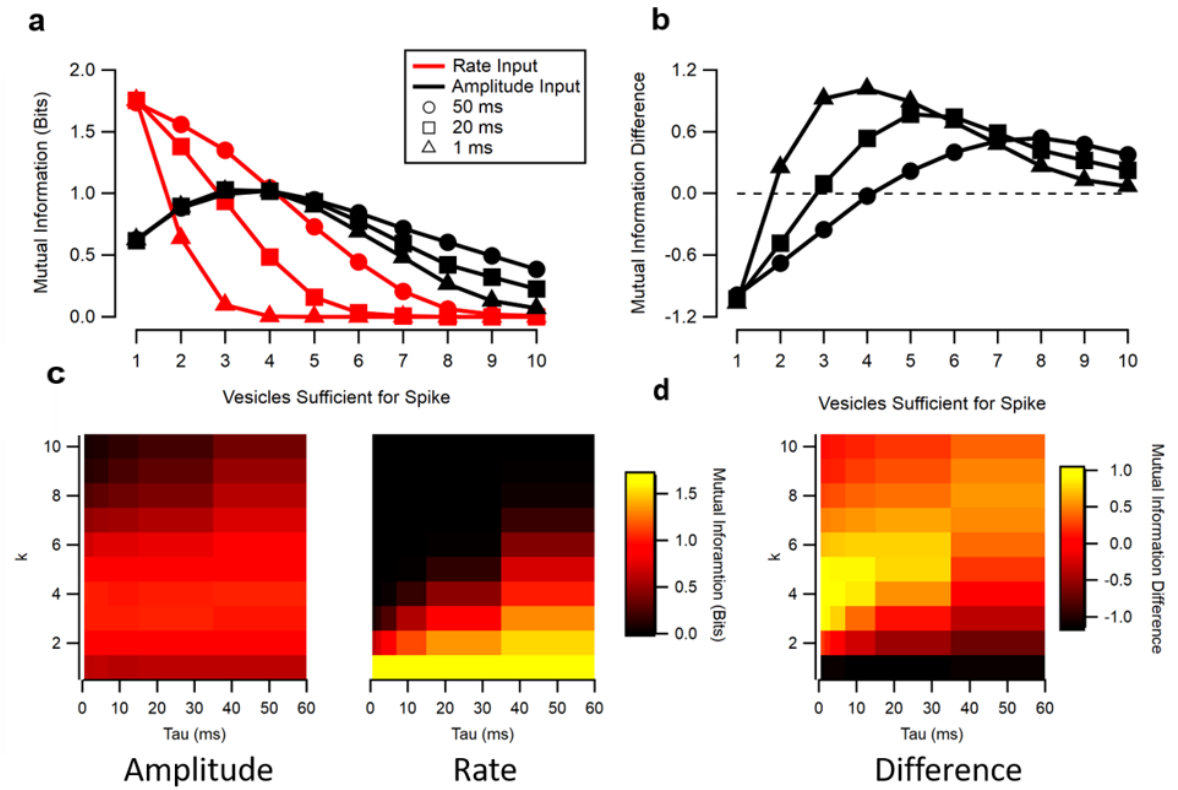 a
2.0
1.5
1.0
0.5
0.0
Mutual Information (Bits)
Rate Input
Amplitude Input
50 ms
20 ms
1 ms
1 2 3 4 5 6 7 8 9 10
Vesicles Sufficient for Spike
b
1.2
0.6
0.0
-0.6
-1.2
Mutual Information Difference
1 2 3 4 5 6 7 8 9 10
Vesicles Sufficient for Spike
c
10
8
6
4
2
k
0 10 20 30 40 50 60
Tau (ms)
Amplitude
0 10 20 30 40 50 60
Tau (ms)
Rate
1.5
1.0
0.5
0.0
Mutual Inforamtion (Bits)
d
10
8
6
4
2
k
0 10 20 30 40 50 60
Tau (ms)
Difference
1.0
0.5
0.0
-0.5
-1.0
Mutual Information Difference